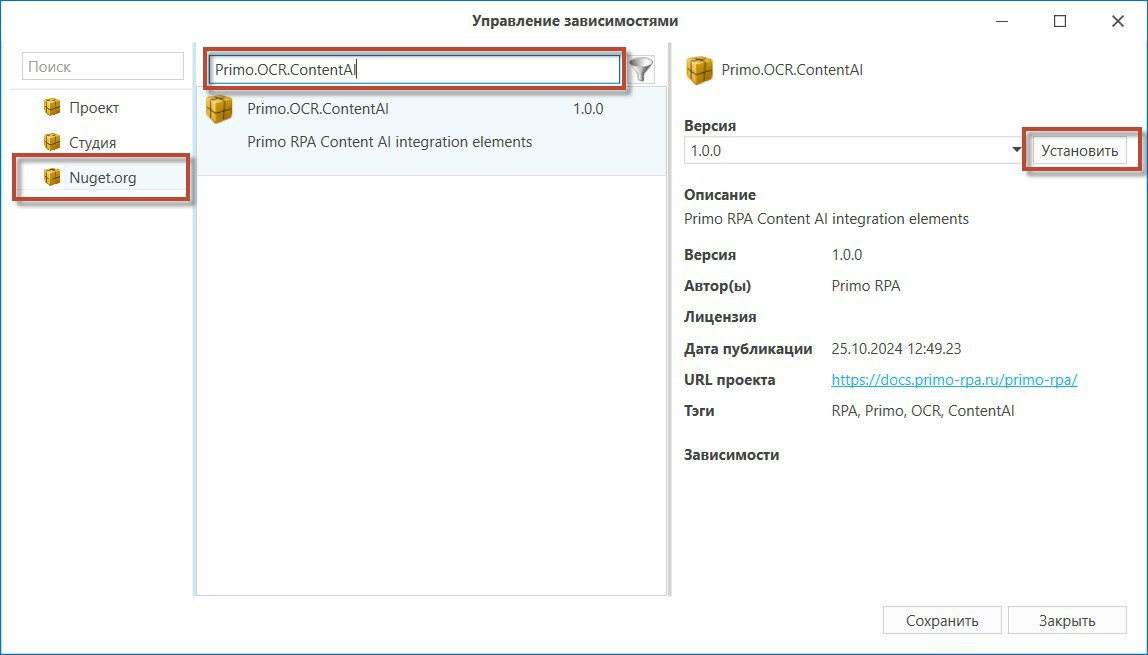 Управление зависимостями
Поиск
Проект
Студия
Nuget.org
Primo.OCR.ContentAI
Primo.OCR.ContentAI 1.0.0
Primo RPA Content AI integration elements
Primo.OCR.ContentAI
Версия
1.0.0 Установить
Описание
Primo RPA Content AI integration elements
Версия 1.0.0
Автор(ы) Primo RPA
Лицензия
Дата публикации 25.10.2024 12:49.23
URL проекта https://docs.primo-rpa.ru/primo-rpa/
Тэги RPA, Primo, OCR, ContentAI
Зависимости
Сохранить Закрыть